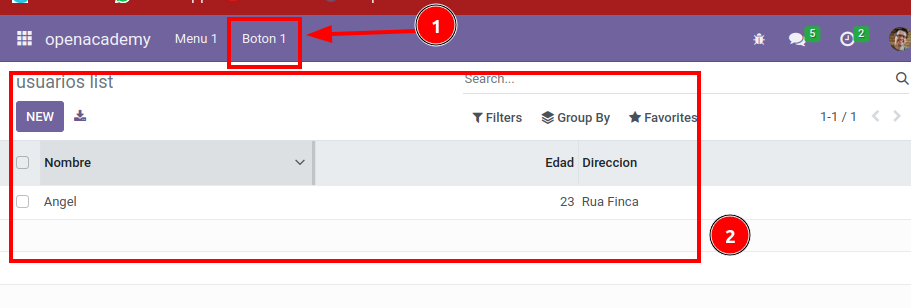 openacademy Menu 1 Boton 1 1 5 2
usuarios list Search...
NEW Filters Group By Favorites 1-1 / 1
Nombre Edad Direccion
Angel 23 Rua Finca
2